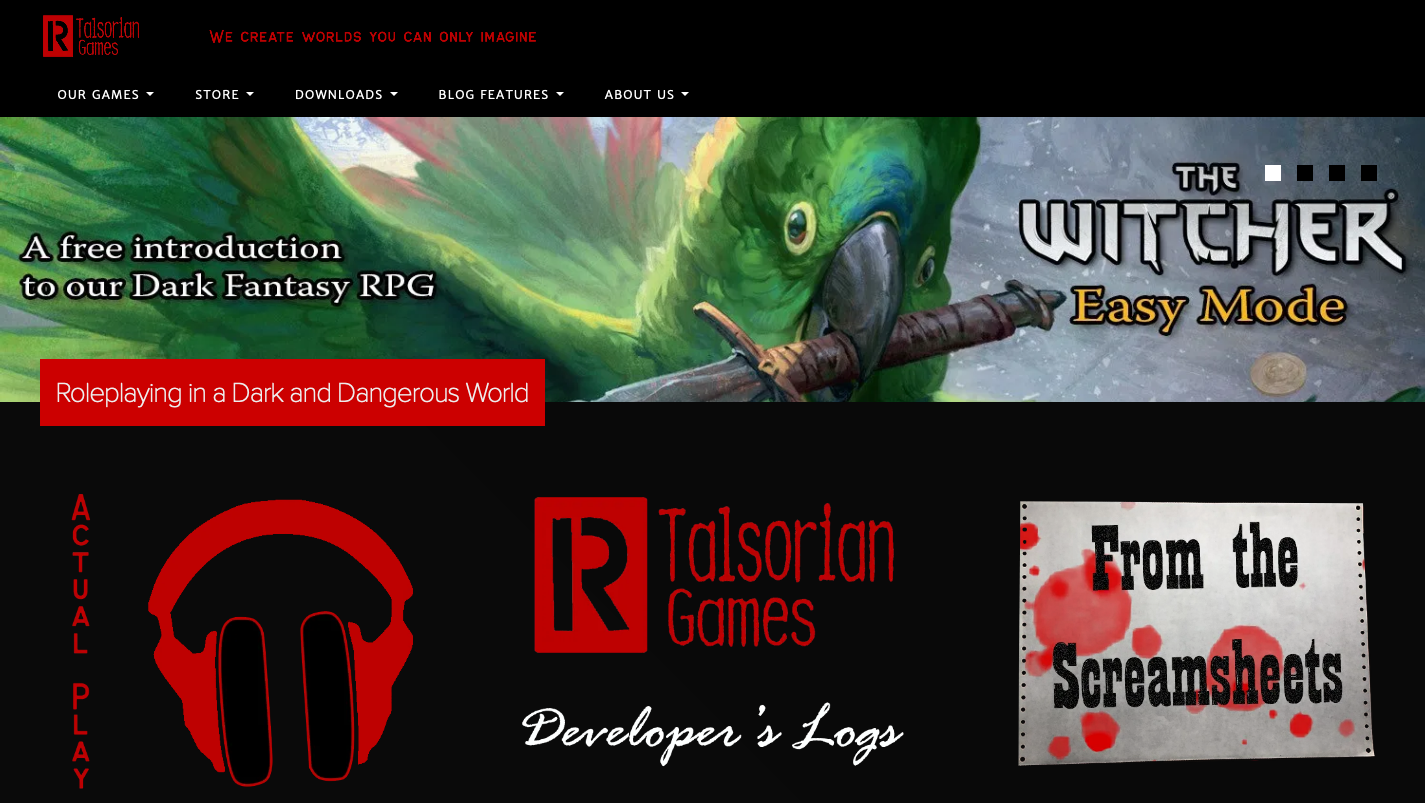 R Talsorian
Games
We create worlds you can only imagine
OUR GAMES
STORE
DOWNLOADS
BLOG FEATURES
ABOUT US
A free introduction
to our Dark Fantasy RPG
THE
WITCHER
Easy Mode
Roleplaying in a Dark and Dangerous World
ACTUAL PLAY
R Talsorian
Games
Developer's Logs
From the
Screamsheets